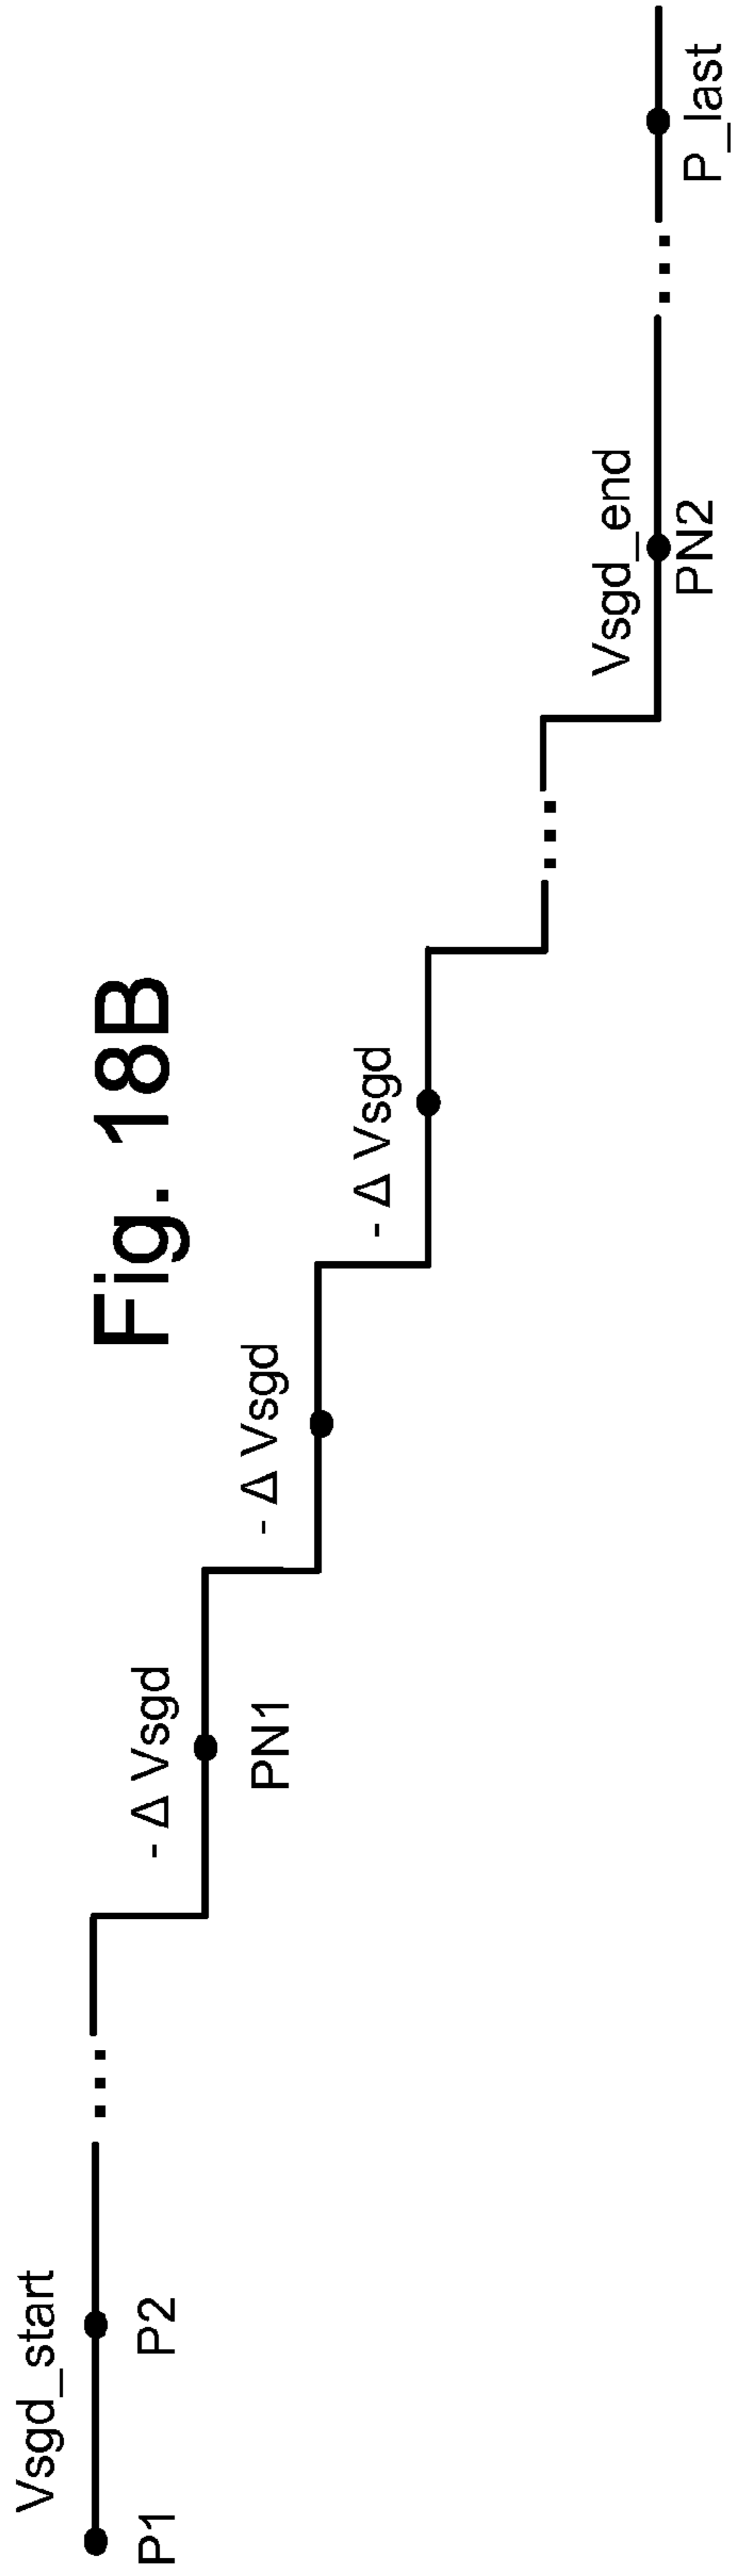 Fig. 18B
Vsgd_start
P1
P2
...
- Δ Vsgd
PN1
- Δ Vsgd
- Δ Vsgd
...
Vsgd_end
PN2
...
P_last